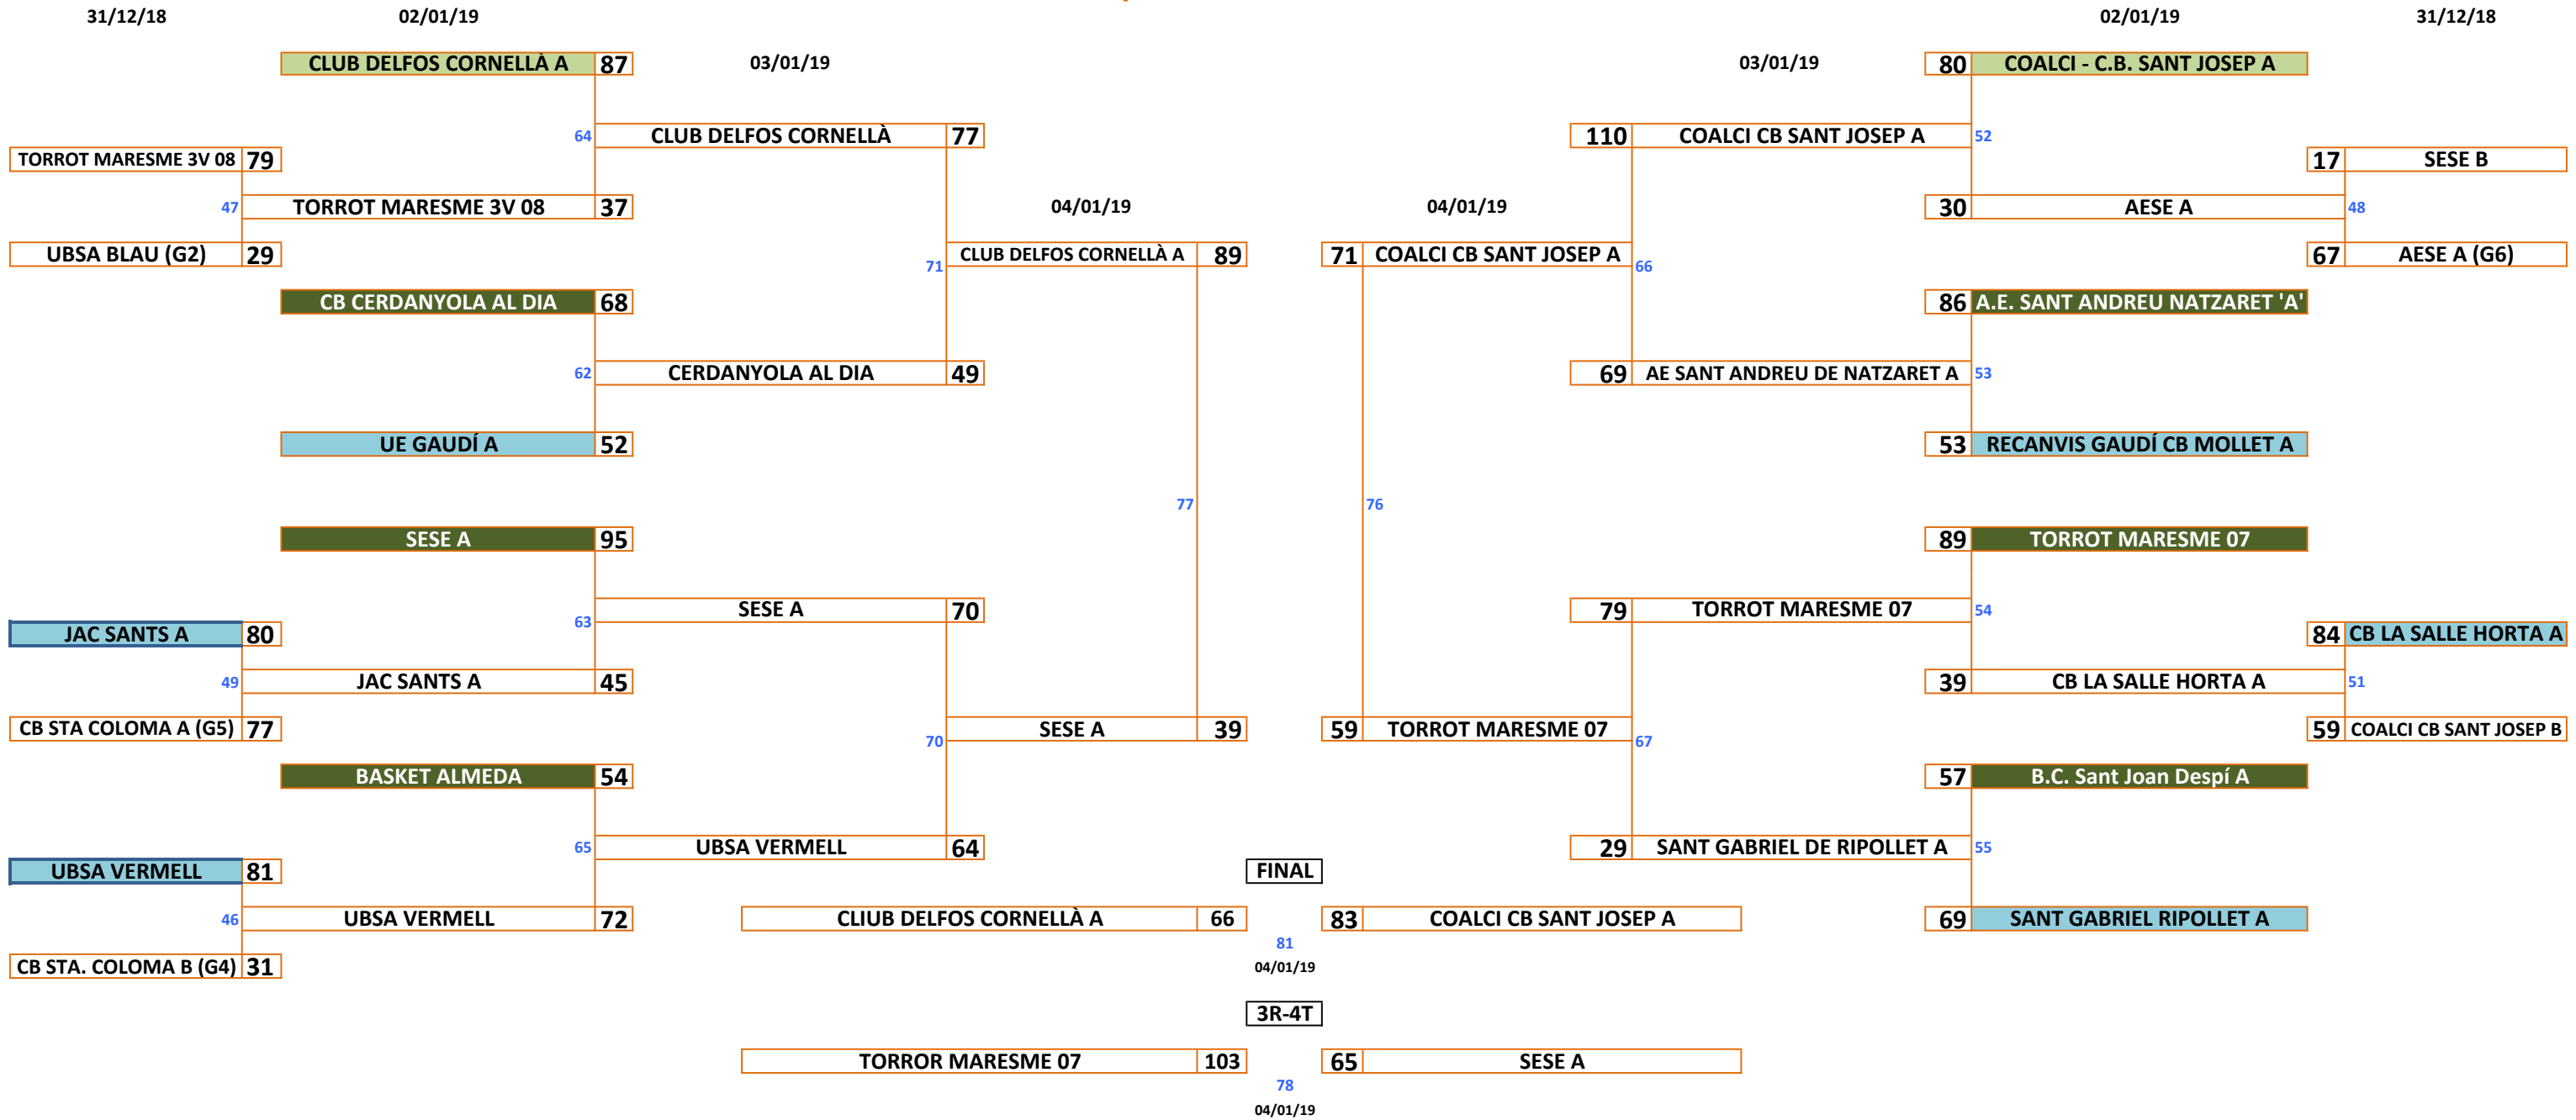 31/12/18 02/01/19 02/01/19 31/12/18
CLUB DELFOS CORNELLÀ A 87 03/01/19 03/01/19 80 COALCI - C.B. SANT JOSEP A
64 CLUB DELFOS CORNELLÀ 77 110 COALCI CB SANT JOSEP A 52
TORROT MARESME 3V 08 79 17 SESE B
47 TORROT MARESME 3V 08 37 04/01/19 04/01/19 30 AESE A 48
UBSA BLAU (G2) 29 71 CLUB DELFOS CORNELLÀ A 89 71 COALCI CB SANT JOSEP A 66 67 AESE A (G6)
CB CERDANYOLA AL DIA 68 86 A.E. SANT ANDREU NATZARET 'A'
62 CERDANYOLA AL DIA 49 69 AE SANT ANDREU DE NATZARET A 53
UE GAUDÍ A 52 53 RECANVIS GAUDÍ CB MOLLET A
77 76
SESE A 95 89 TORROT MARESME 07
63 SESE A 70 79 TORROT MARESME 07 54
JAC SANTS A 80 84 CB LA SALLE HORTA A
49 JAC SANTS A 45 39 CB LA SALLE HORTA A 51
CB STA COLOMA A (G5) 77 70 SESE A 39 59 TORROT MARESME 07 67 59 COALCI CB SANT JOSEP B
BASKET ALMEDA 54 57 B.C. Sant Joan Despí A
65 UBSA VERMELL 64 29 SANT GABRIEL DE RIPOLLET A 55
UBSA VERMELL 81 FINAL
46 UBSA VERMELL 72 CLIUB DELFOS CORNELLÀ A 66 83 COALCI CB SANT JOSEP A 69 SANT GABRIEL RIPOLLET A
81
CB STA. COLOMA B (G4) 31 04/01/19
3R-4T
TORROR MARESME 07 103 65 SESE A
78
04/01/19